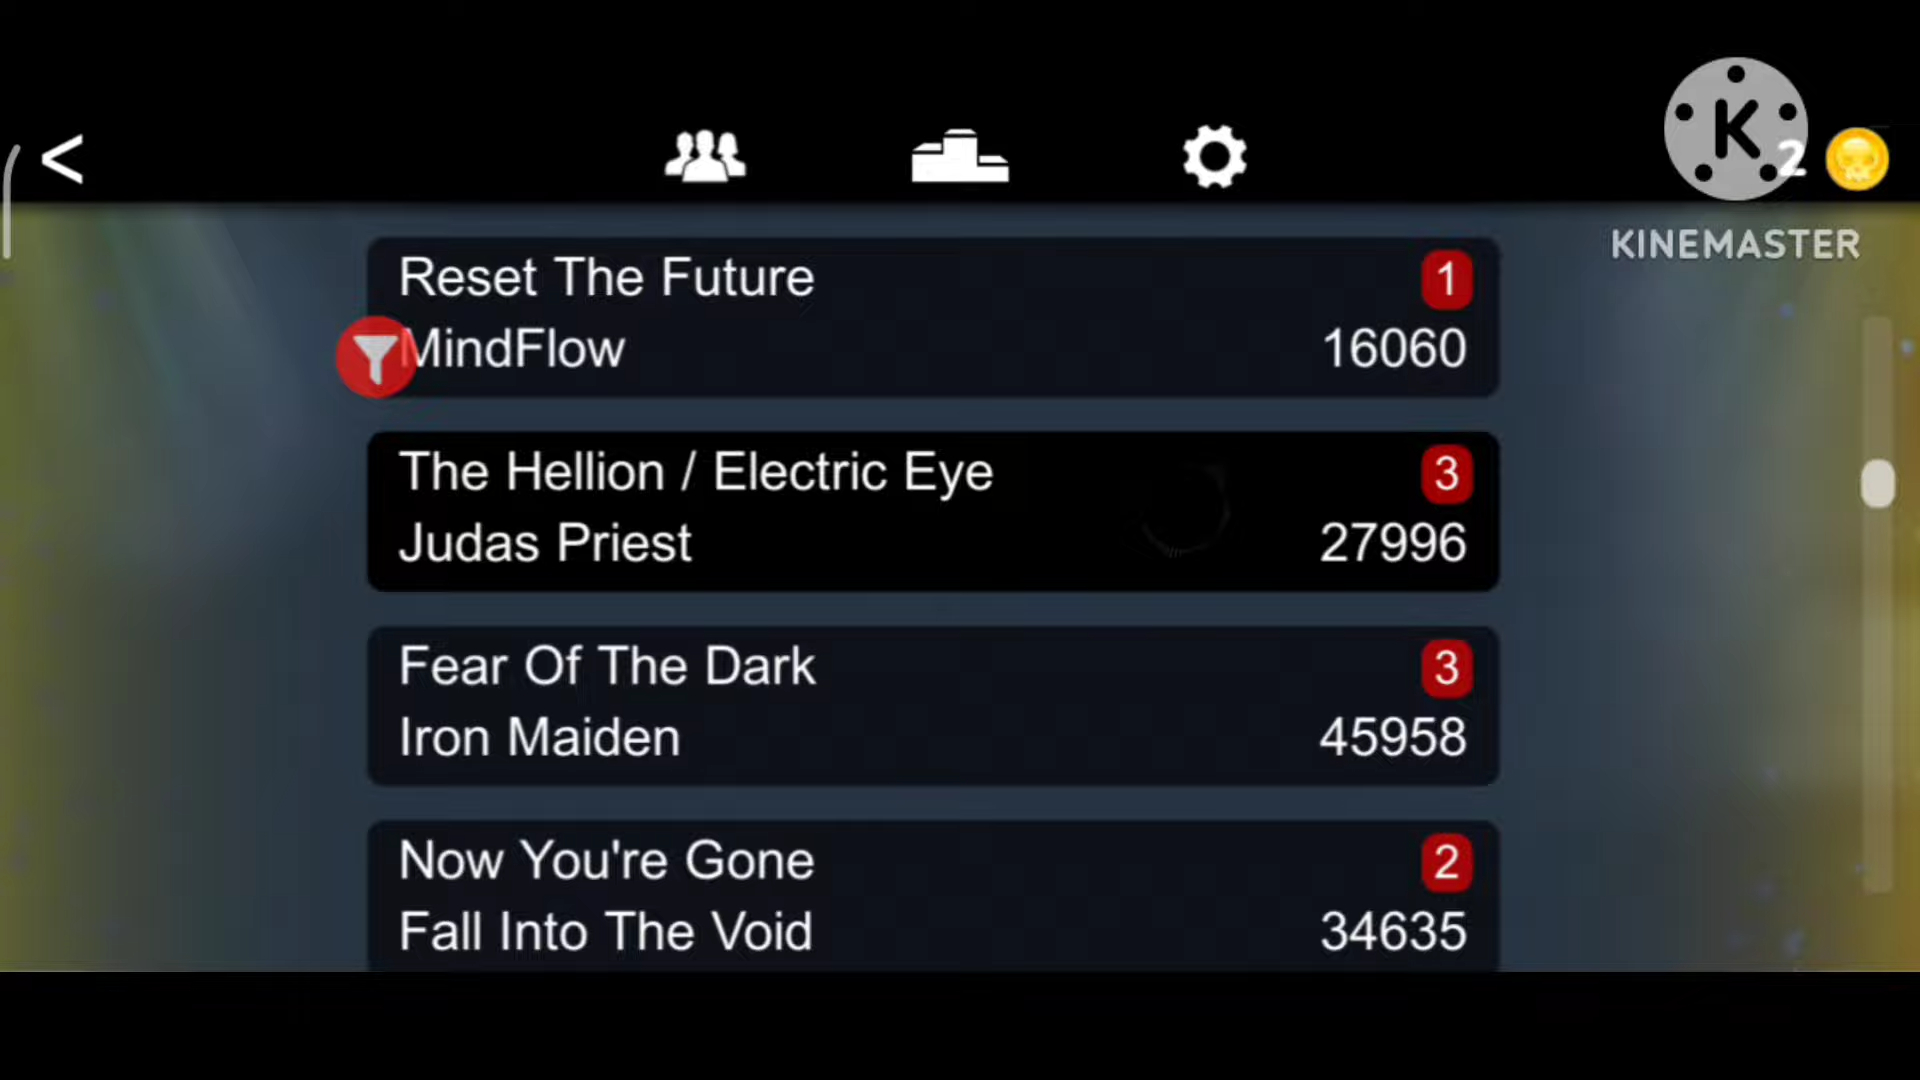 <
K
2
KINEMASTER
Reset The Future
1
MindFlow
16060
The Hellion / Electric Eye
3
Judas Priest
27996
Fear Of The Dark
3
Iron Maiden
45958
Now You're Gone
2
Fall Into The Void
34635